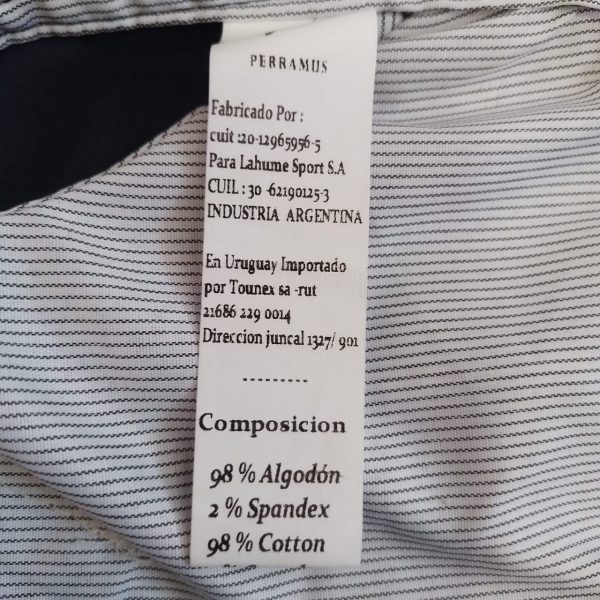 PERRAMUS
Fabricado Por :
cuit :20-12965956-5
Para Lahume Sport S.A
CUIL : 30 -62190125-3
INDUSTRIA ARGENTINA
En Uruguay Importado
por Tounex sa -rut
21686 229 0014
Direccion juncal 1327/ 901
---------
Composicion
98 % Algodón
2 % Spandex
98 % Cotton